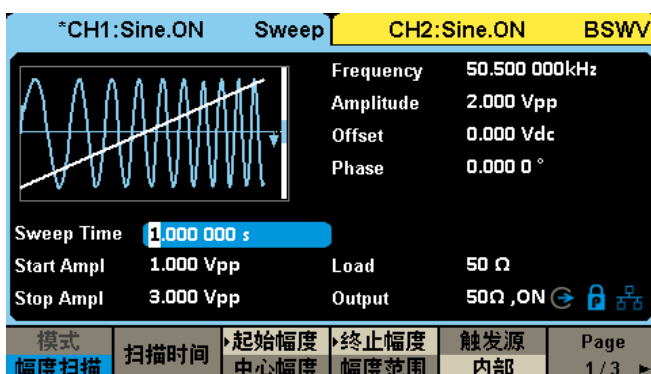 *CH1:Sine.ON Sweep CH2:Sine.ON BSWV
Frequency 50.500 000kHz
Amplitude 2.000 Vpp
Offset 0.000 Vdc
Phase 0.000 0 °
Sweep Time 1.000 000 s
Start Ampl 1.000 Vpp Load 50 Ω
Stop Ampl 3.000 Vpp Output 50Ω ,ON
模式 扫描时间 起始幅度 终止幅度 触发源 Page
幅度扫描 中心幅度 幅度范围 内部 1/3